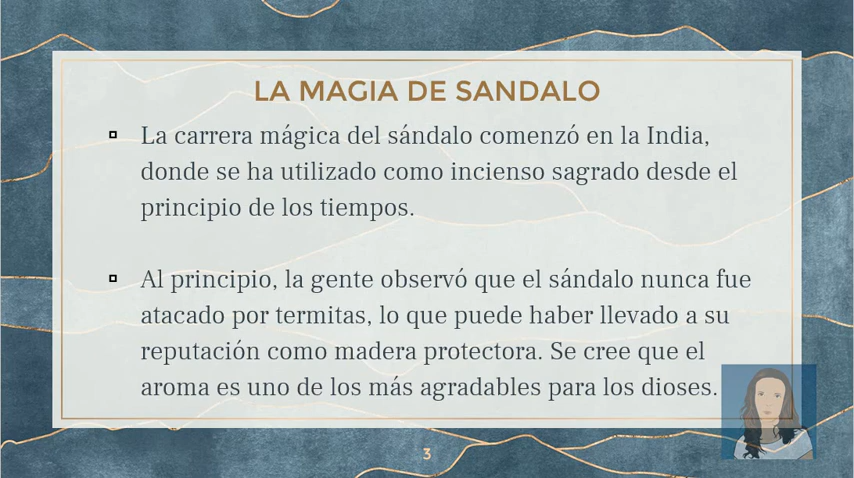 LA MAGIA DE SANDALO
▫ La carrera mágica del sándalo comenzó en la India,
donde se ha utilizado como incienso sagrado desde el
principio de los tiempos.
▫ Al principio, la gente observó que el sándalo nunca fue
atacado por termitas, lo que puede haber llevado a su
reputación como madera protectora. Se cree que el
aroma es uno de los más agradables para los dioses.
3